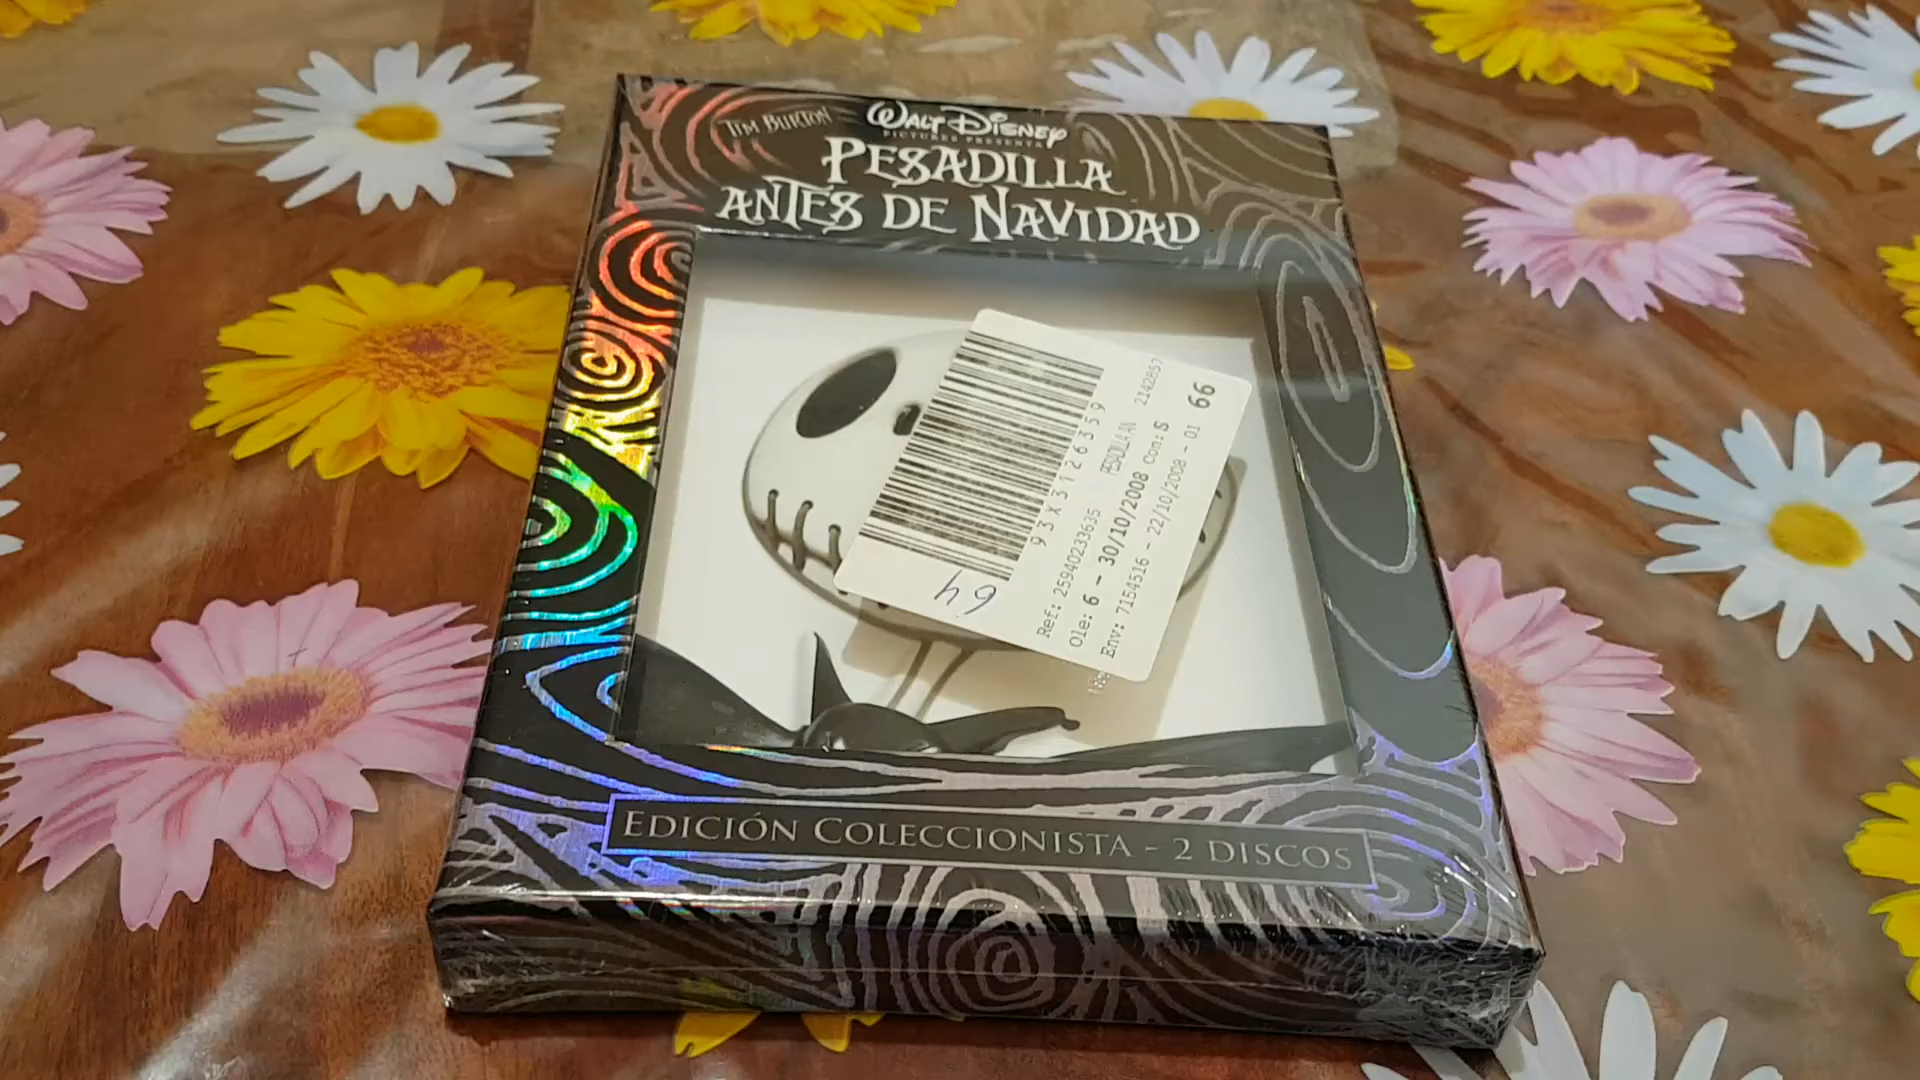 TIM BURTON
WALT DISNEY
PICTURES PRESENTA
PESADILLA
ANTES DE NAVIDAD
93X3126359
PESADILLA AN 2142857
64
Ref: 25940233635
Ole: 6 - 30/10/2008 Con: S 66
Env: 7154516 - 22/10/2008 - 01
EDICIÓN COLECCIONISTA - 2 DISCOS